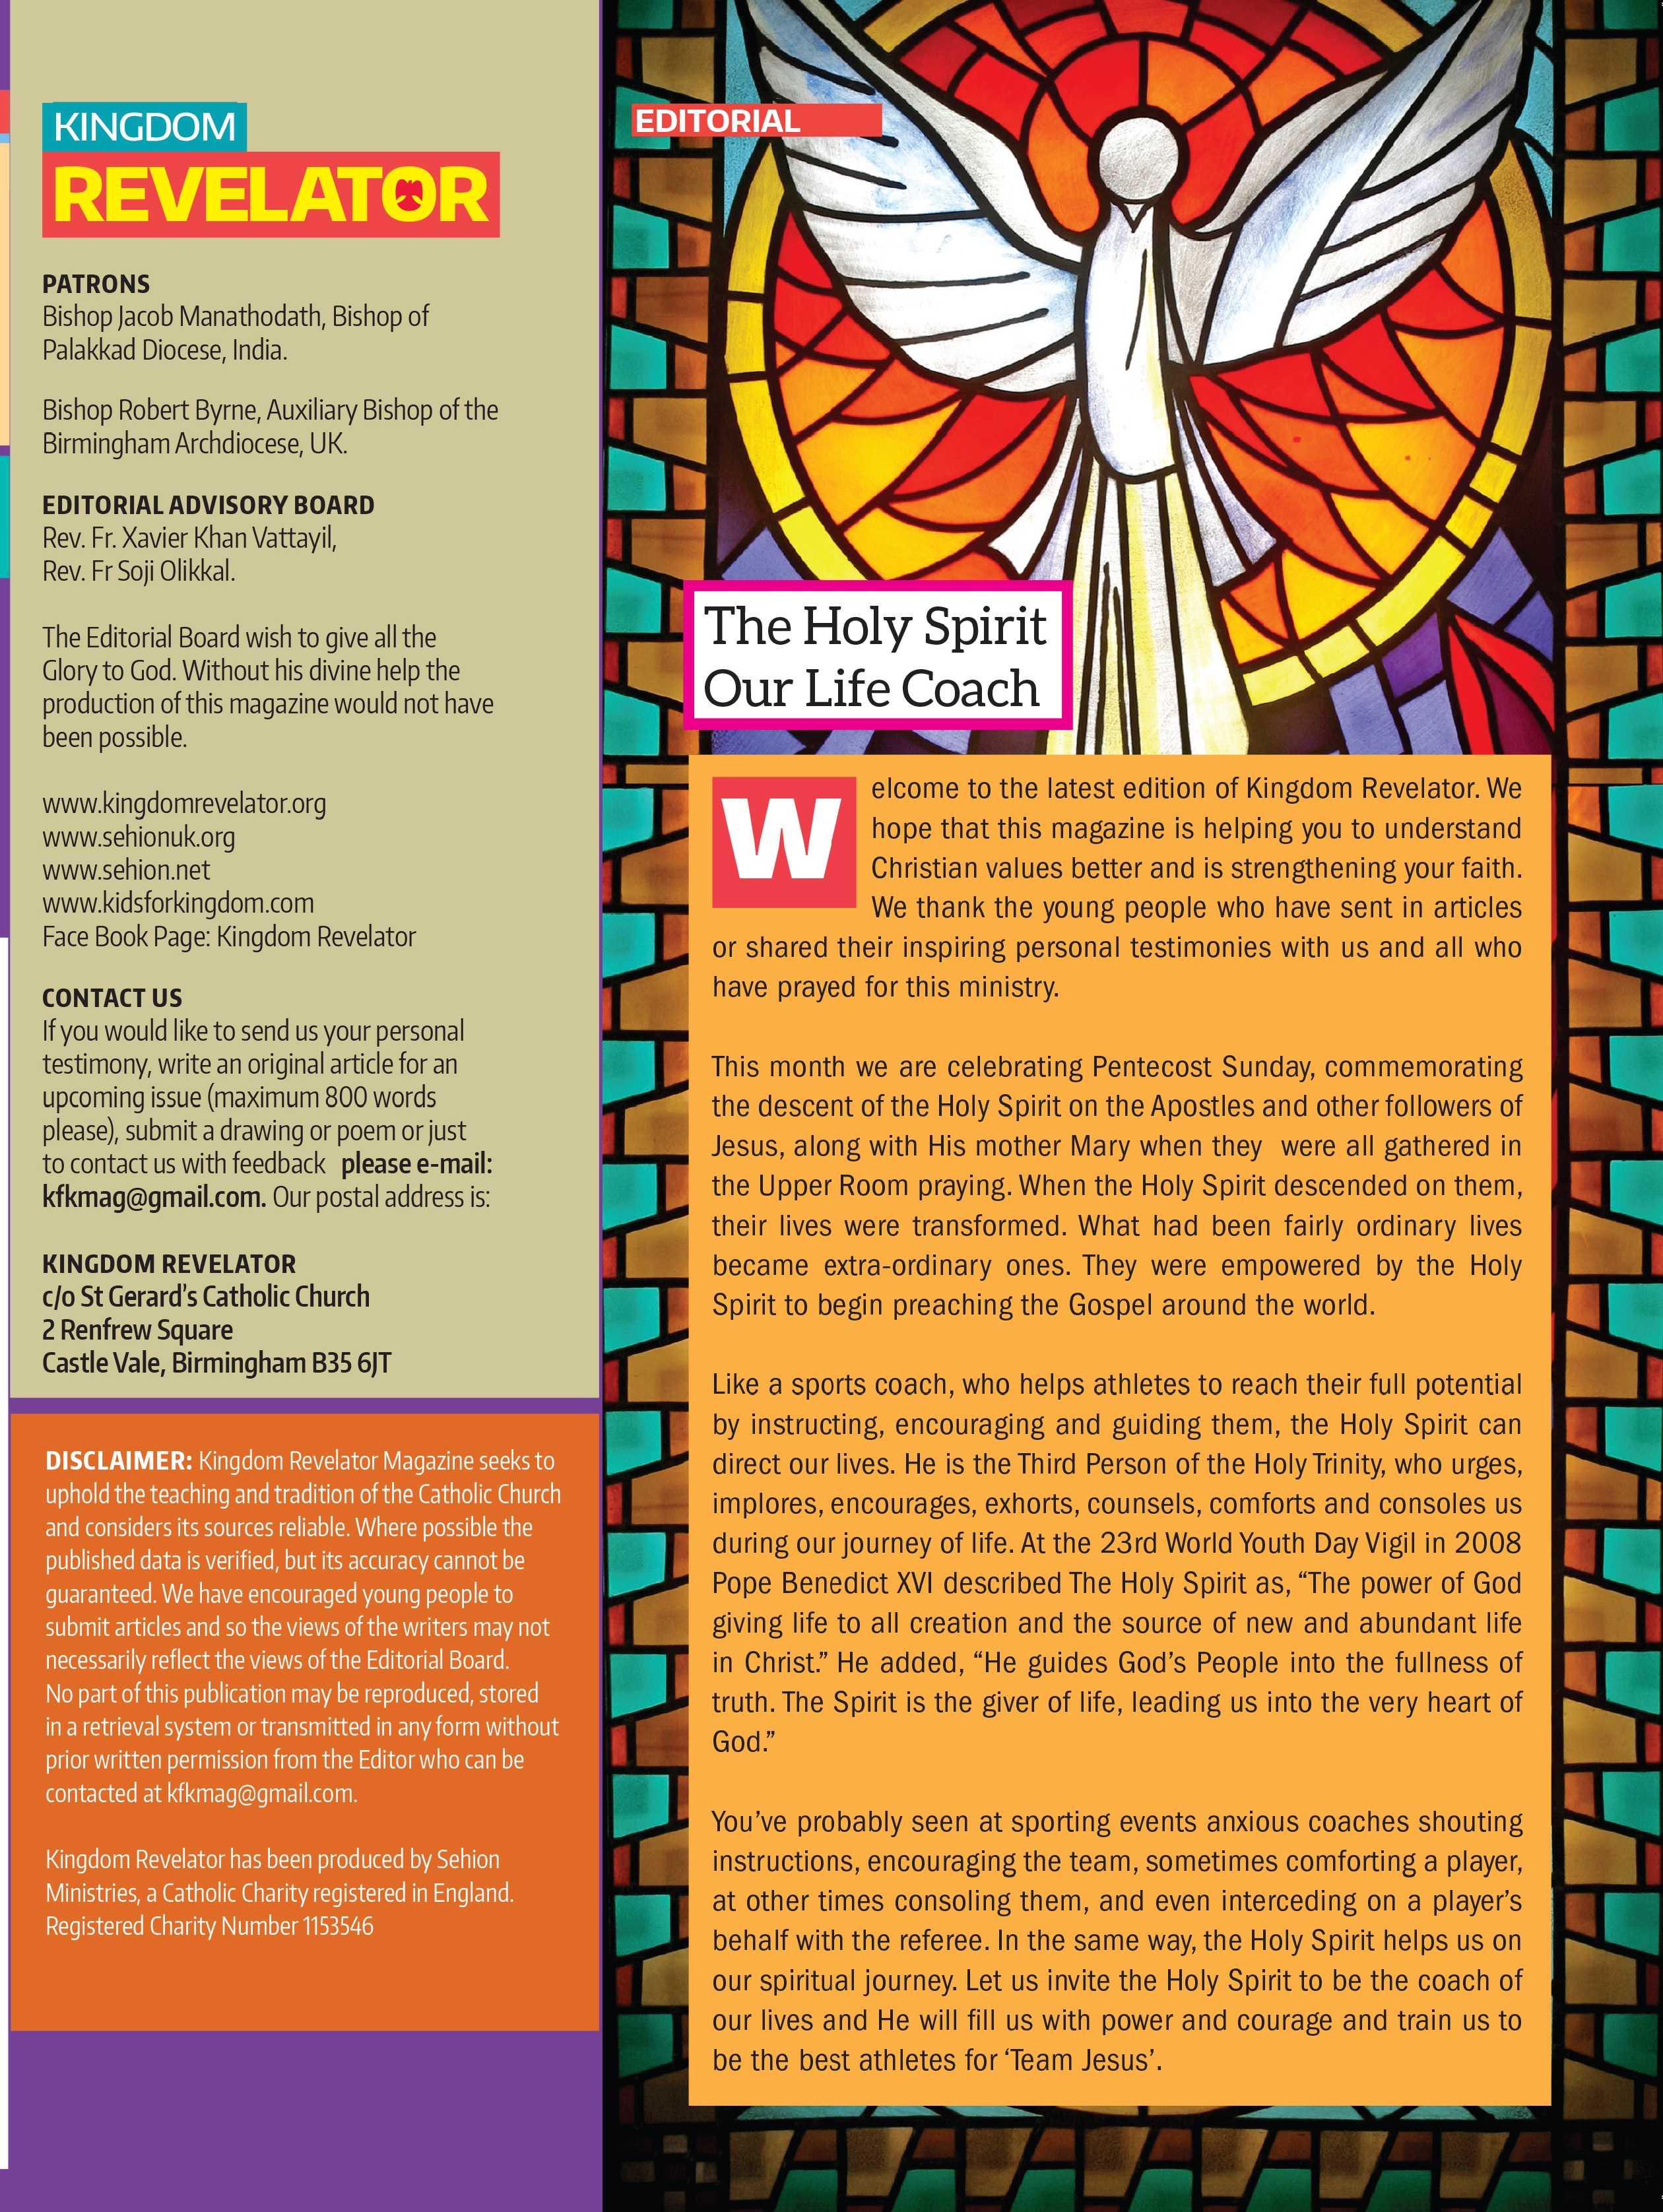 KINGDOM
REVELATOR
PATRONS
Bishop Jacob Manathodath, Bishop of
Palakkad Diocese, India.
Bishop Robert Byrne, Auxiliary Bishop of the
Birmingham Archdiocese, UK.
EDITORIAL ADVISORY BOARD
Rev. Fr. Xavier Khan Vattayil,
Rev. Fr Soji Olikkal.
The Editorial Board wish to give all the
Glory to God. Without his divine help the
production of this magazine would not have
been possible.
www.kingdomrevelator.org
www.sehionuk.org
www.sehion.net
www.kidsforkingdom.com
Face Book Page: Kingdom Revelator
CONTACT US
If you would like to send us your personal
testimony, write an original article for an
upcoming issue (maximum 800 words
please), submit a drawing or poem or just
to contact us with feedback  please e-mail:
kfkmag@gmail.com. Our postal address is:
KINGDOM REVELATOR
c/o St Gerard's Catholic Church
2 Renfrew Square
Castle Vale, Birmingham B35 6JT
DISCLAIMER: Kingdom Revelator Magazine seeks to
uphold the teaching and tradition of the Catholic Church
and considers its sources reliable. Where possible the
published data is verified, but its accuracy cannot be
guaranteed. We have encouraged young people to
submit articles and so the views of the writers may not
necessarily reflect the views of the Editorial Board.
No part of this publication may be reproduced, stored
in a retrieval system or transmitted in any form without
prior written permission from the Editor who can be
contacted at kfkmag@gmail.com.
Kingdom Revelator has been produced by Sehion
Ministries, a Catholic Charity registered in England.
Registered Charity Number 1153546
EDITORIAL
The Holy Spirit
Our Life Coach
Welcome to the latest edition of Kingdom Revelator. We
hope that this magazine is helping you to understand
Christian values better and is strengthening your faith.
We thank the young people who have sent in articles
or shared their inspiring personal testimonies with us and all who
have prayed for this ministry.
This month we are celebrating Pentecost Sunday, commemorating
the descent of the Holy Spirit on the Apostles and other followers of
Jesus, along with His mother Mary when they  were all gathered in
the Upper Room praying. When the Holy Spirit descended on them,
their lives were transformed. What had been fairly ordinary lives
became extra-ordinary ones. They were empowered by the Holy
Spirit to begin preaching the Gospel around the world.
Like a sports coach, who helps athletes to reach their full potential
by instructing, encouraging and guiding them, the Holy Spirit can
direct our lives. He is the Third Person of the Holy Trinity, who urges,
implores, encourages, exhorts, counsels, comforts and consoles us
during our journey of life. At the 23rd World Youth Day Vigil in 2008
Pope Benedict XVI described The Holy Spirit as, “The power of God
giving life to all creation and the source of new and abundant life
in Christ.” He added, “He guides God’s People into the fullness of
truth. The Spirit is the giver of life, leading us into the very heart of
God.”
You’ve probably seen at sporting events anxious coaches shouting
instructions, encouraging the team, sometimes comforting a player,
at other times consoling them, and even interceding on a player’s
behalf with the referee. In the same way, the Holy Spirit helps us on
our spiritual journey. Let us invite the Holy Spirit to be the coach of
our lives and He will fill us with power and courage and train us to
be the best athletes for ‘Team Jesus’.